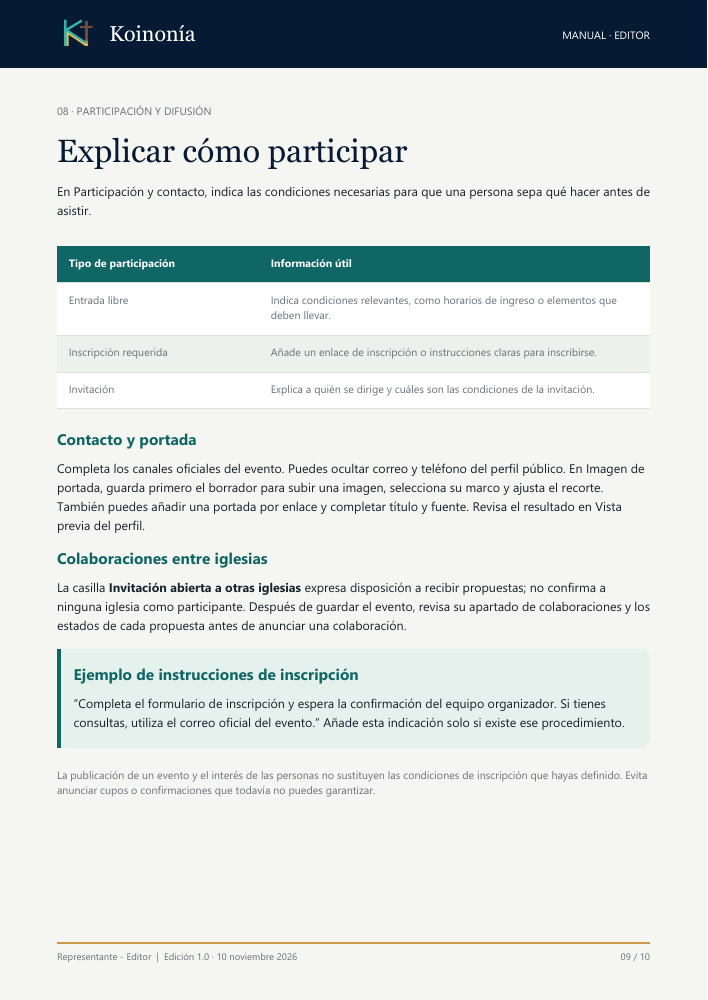 Koinonía
MANUAL · EDITOR
08 · PARTICIPACIÓN Y DIFUSIÓN
Explicar cómo participar
En Participación y contacto, indica las condiciones necesarias para que una persona sepa qué hacer antes de
asistir.
Tipo de participación
Información útil
Entrada libre
Indica condiciones relevantes, como horarios de ingreso o elementos que
deben llevar.
Inscripción requerida
Añade un enlace de inscripción o instrucciones claras para inscribirse.
Invitación
Explica a quién se dirige y cuáles son las condiciones de la invitación.
Contacto y portada
Completa los canales oficiales del evento. Puedes ocultar correo y teléfono del perfil público. En Imagen de
portada, guarda primero el borrador para subir una imagen, selecciona su marco y ajusta el recorte.
También puedes añadir una portada por enlace y completar título y fuente. Revisa el resultado en Vista
previa del perfil.
Colaboraciones entre iglesias
La casilla Invitación abierta a otras iglesias expresa disposición a recibir propuestas; no confirma a
ninguna iglesia como participante. Después de guardar el evento, revisa su apartado de colaboraciones y los
estados de cada propuesta antes de anunciar una colaboración.
Ejemplo de instrucciones de inscripción
“Completa el formulario de inscripción y espera la confirmación del equipo organizador. Si tienes
consultas, utiliza el correo oficial del evento.” Añade esta indicación solo si existe ese procedimiento.
La publicación de un evento y el interés de las personas no sustituyen las condiciones de inscripción que hayas definido. Evita
anunciar cupos o confirmaciones que todavía no puedes garantizar.
Representante - Editor | Edición 1.0 · 10 noviembre 2026
09 / 10